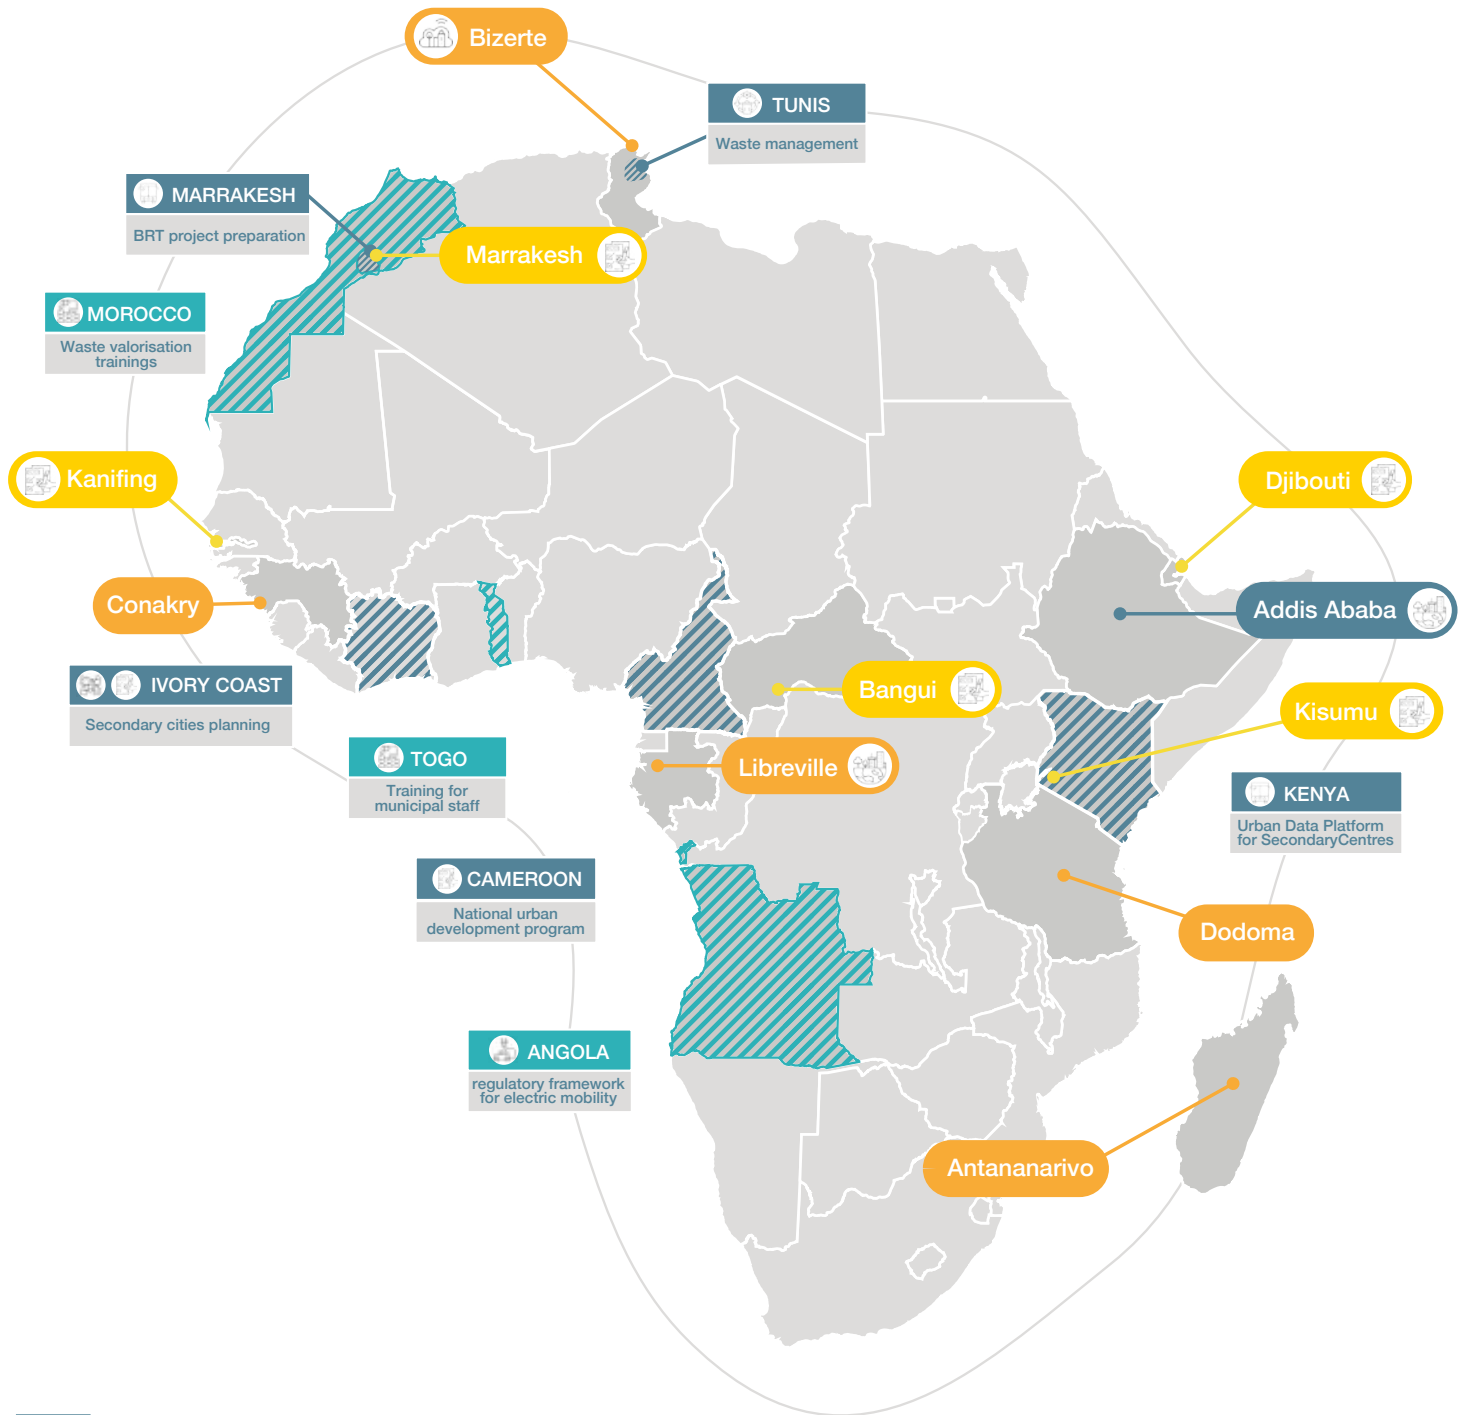 Bizerte
TUNIS
Waste management
MARRAKESH
BRT project preparation
Marrakesh
MOROCCO
Waste valorisation
trainings
Kanifing
Djibouti
Conakry
Addis Ababa
IVORY COAST
Secondary cities planning
Bangui
Kisumu
TOGO
Training for
municipal staff
Libreville
KENYA
Urban Data Platform
for SecondaryCentres
CAMEROON
National urban
development program
Dodoma
ANGOLA
regulatory framework
for electric mobility
Antananarivo